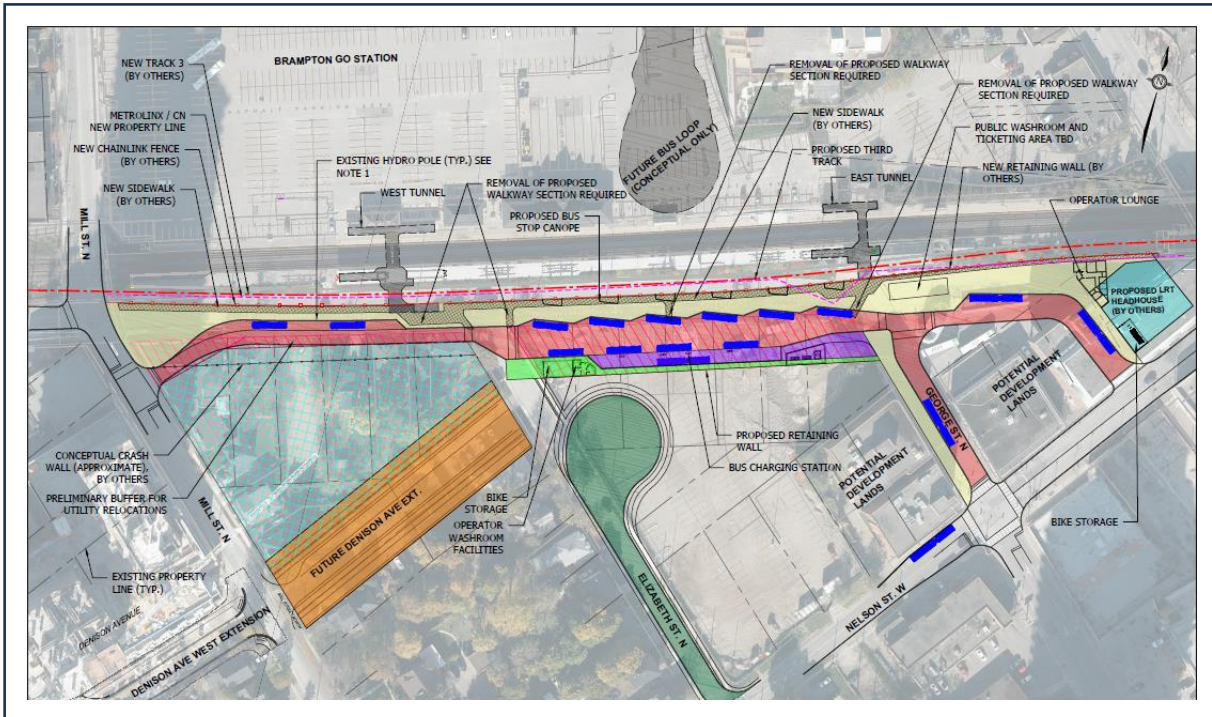 NEW TRACK 3
(BY OTHERS)
BRAMPTON GO STATION
METROLINX / CN
NEW PROPERTY LINE
NEW CHAINLINK FENCE
(BY OTHERS)
NEW SIDEWALK
(BY OTHERS)
EXISTING HYDRO POLE (TYP.) SEE
NOTE 1
WEST TUNNEL
REMOVAL OF PROPOSED
WALKWAY SECTION REQUIRED
PROPOSED BUS
STOP CANOPE
FUTURE BUS LOOP
(CONCEPTUAL ONLY)
REMOVAL OF PROPOSED WALKWAY
SECTION REQUIRED
NEW SIDEWALK
(BY OTHERS)
PROPOSED THIRD
TRACK
EAST TUNNEL
REMOVAL OF PROPOSED WALKWAY
SECTION REQUIRED
PUBLIC WASHROOM AND
TICKETING AREA TBD
NEW RETAINING WALL (BY
OTHERS)
OPERATOR LOUNGE
N
MILL ST. N
PROPOSED LRT
HEADHOUSE
(BY OTHERS)
CONCEPTUAL CRASH
WALL (APPROXIMATE),
BY OTHERS
PRELIMINARY BUFFER FOR
UTILITY RELOCATIONS
MILL ST. N
EXISTING PROPERTY
LINE (TYP.)
DENISON AVENUE
DENISON AVE WEST EXTENSION
FUTURE DENISON AVE EXT.
BIKE
STORAGE
OPERATOR
WASHROOM
FACILITIES
ELIZABETH ST. N
PROPOSED RETAINING
WALL
BUS CHARGING STATION
POTENTIAL
DEVELOPMENT
LANDS
GEORGE ST. N
POTENTIAL
DEVELOPMENT
LANDS
NELSON ST. W
BIKE STORAGE